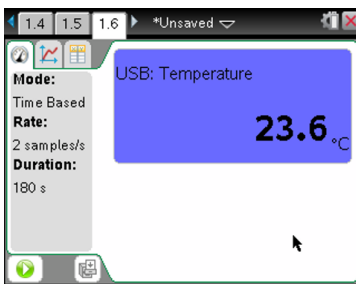 1.4 1.5 1.6 *Unsaved
Mode:
Time Based
Rate:
2 samples/s
Duration:
180 s
USB: Temperature
23.6 °C